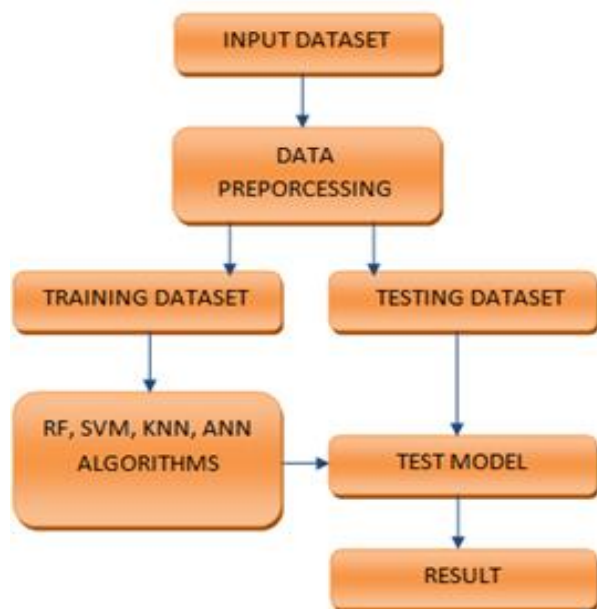 INPUT DATASET
DATA
PREPORCESSING
TRAINING DATASET
TESTING DATASET
RF, SVM, KNN, ANN
ALGORITHMS
TEST MODEL
RESULT